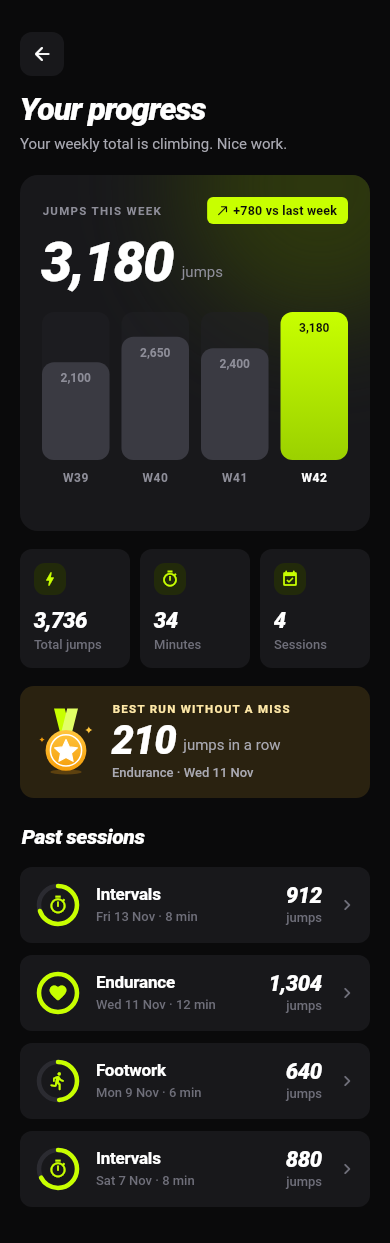 Your progress
Your weekly total is climbing. Nice work.
JUMPS THIS WEEK
+780 vs last week
3,180 jumps
2,100
2,650
2,400
3,180
W39
W40
W41
W42
3,736
Total jumps
34
Minutes
4
Sessions
BEST RUN WITHOUT A MISS
210 jumps in a row
Endurance · Wed 11 Nov
Past sessions
Intervals
Fri 13 Nov · 8 min
912
jumps
Endurance
Wed 11 Nov · 12 min
1,304
jumps
Footwork
Mon 9 Nov · 6 min
640
jumps
Intervals
Sat 7 Nov · 8 min
880
jumps